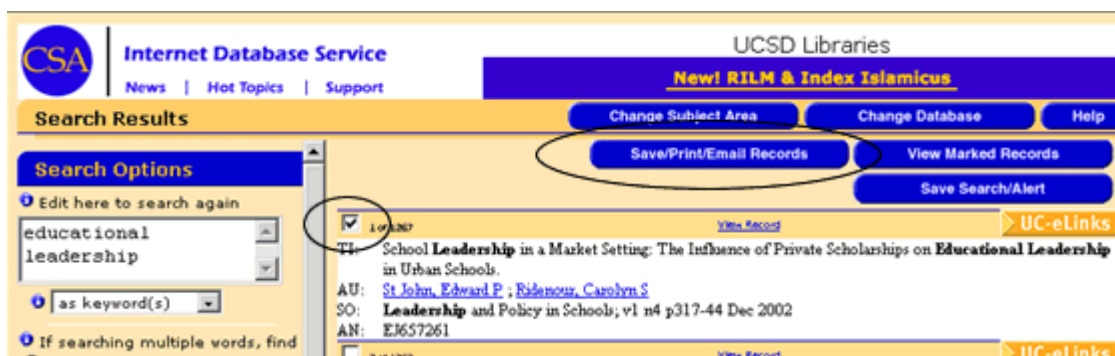 CSA
Internet Database Service
News | Hot Topics | Support
UCSD Libraries
New! RILM & Index Islamicus
Search Results
Change Subject Area
Change Database
Help
Save/Print/Email Records
View Marked Records
Save Search/Alert
Search Options
Edit here to search again
educational
leadership
as keyword(s)
If searching multiple words, find
1 of 1267
View Record
UC-eLinks
TI: School Leadership in a Market Setting: The Influence of Private Scholarships on Educational Leadership
in Urban Schools.
AU: St John, Edward P ; Ridenour, Carolyn S
SO: Leadership and Policy in Schools; v1 n4 p317-44 Dec 2002
AN: EJ657261
View Record
UC-eLinks